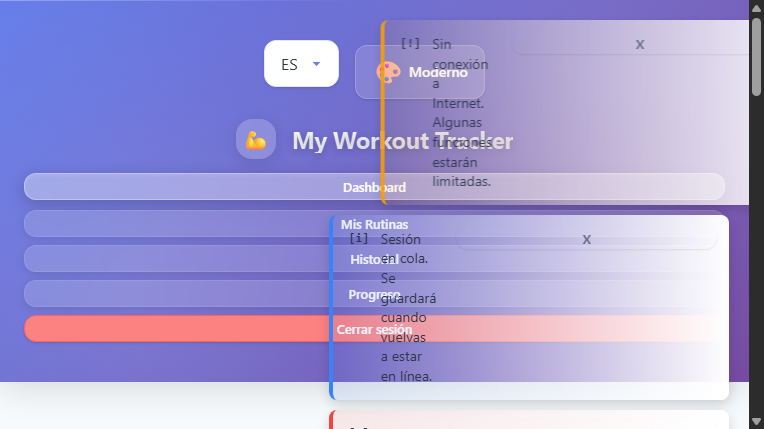 ES
Moderno
My Workout Tracker
Dashboard
Mis Rutinas
Historial
Progreso
Cerrar sesión
[!]
Sin
conexión
a
Internet.
Algunas
funciones
estarán
limitadas.
X
[i]
Sesión
en cola.
Se
guardará
cuando
vuelvas
a estar
en línea.
X